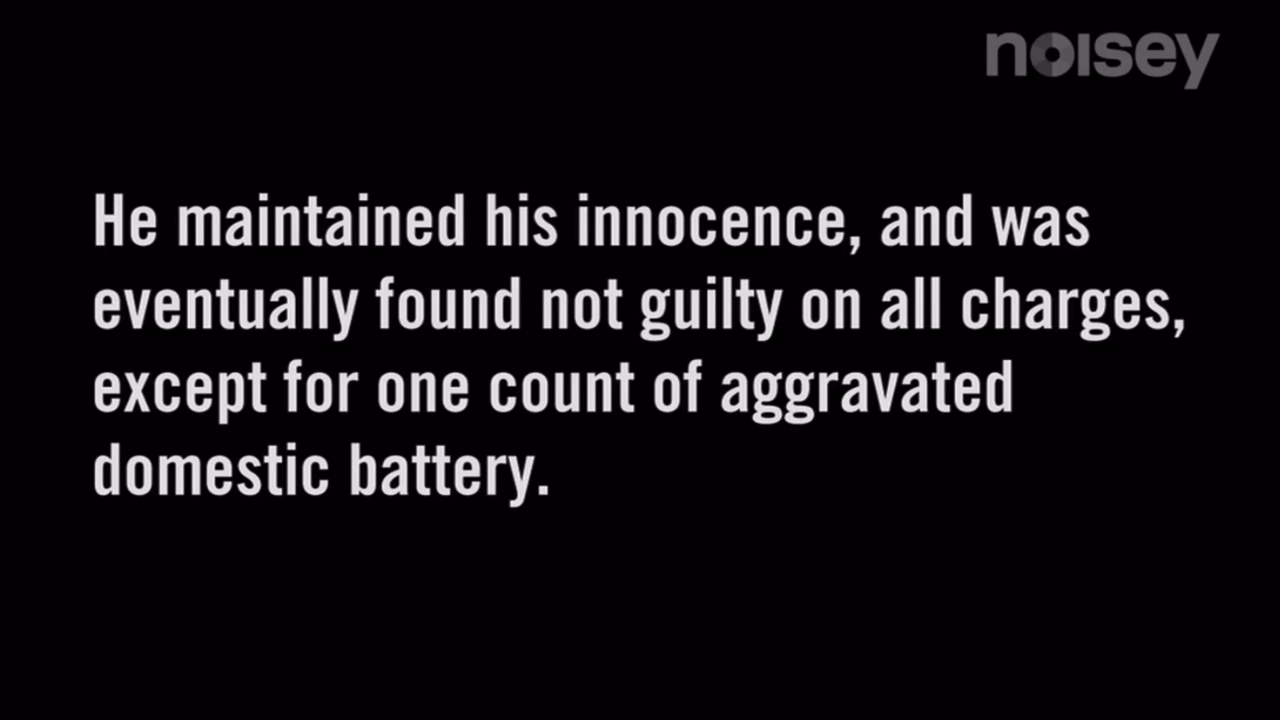 noisey
He maintained his innocence, and was
eventually found not guilty on all charges,
except for one count of aggravated
domestic battery.